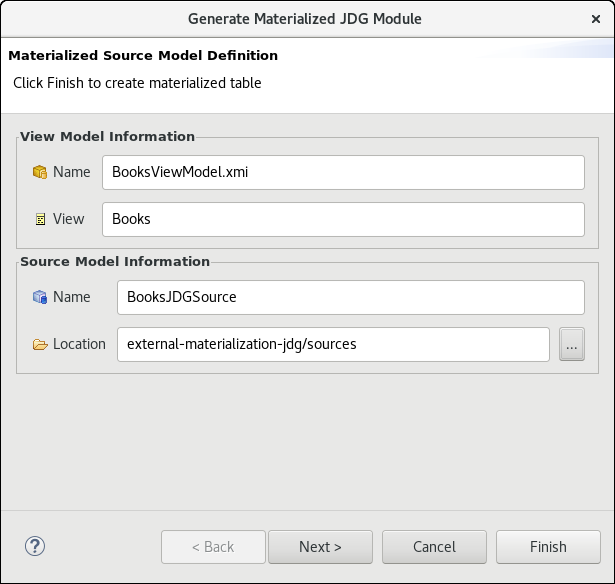 Generate Materialized JDG Module
×
Materialized Source Model Definition
Click Finish to create materialized table
View Model Information
Name BooksViewModel.xmi
View Books
Source Model Information
Name BooksJDGSource
Location external-materialization-jdg/sources ...
? < Back Next > Cancel Finish